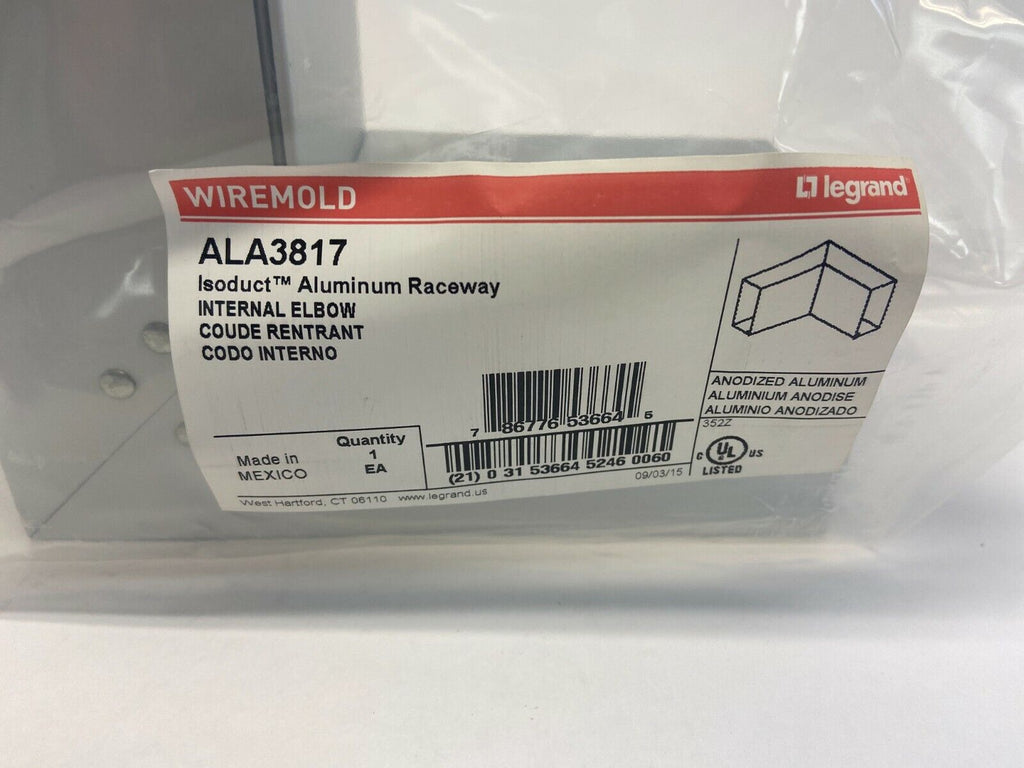 WIREMOLD
legrand
ALA3817
Isoduct™ Aluminum Raceway
INTERNAL ELBOW
COUDE RENTRANT
CODO INTERNO
ANODIZED ALUMINUM
ALUMINIUM ANODISE
ALUMINIO ANODIZADO
352Z
7 86776 53664 5
Made in
MEXICO
Quantity
1
EA
(21) 0 31 53664 5246 0060
09/03/15
C UL US
LISTED
West Hartford, CT 06110 www.legrand.us